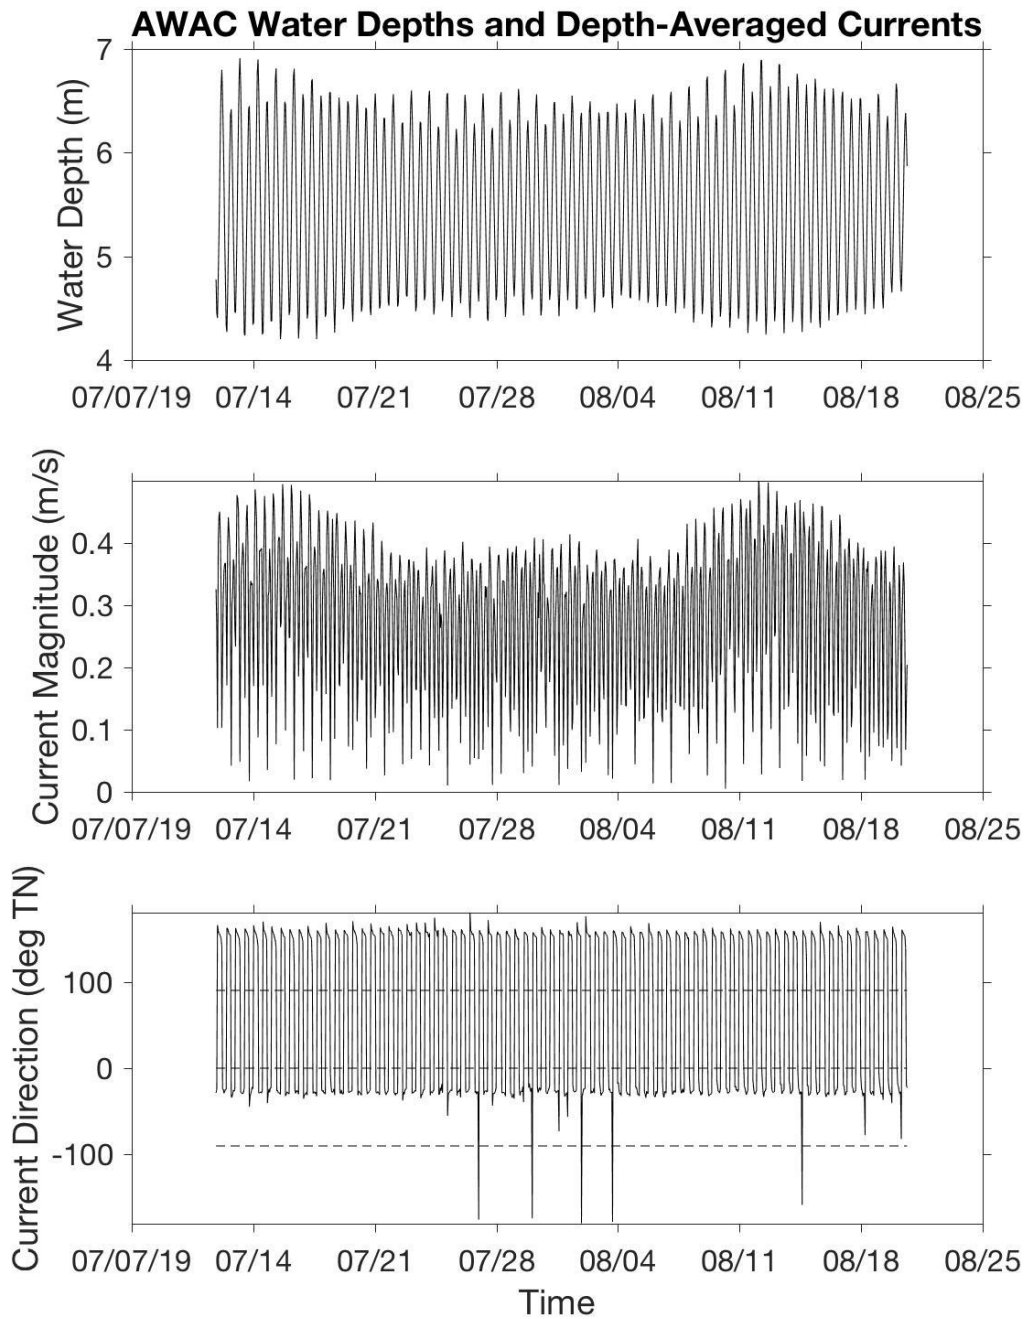 AWAC Water Depths and Depth-Averaged Currents
Water Depth (m)
7
6
5
4
07/07/19 07/14 07/21 07/28 08/04 08/11 08/18 08/25
Current Magnitude (m/s)
0.4
0.3
0.2
0.1
0
07/07/19 07/14 07/21 07/28 08/04 08/11 08/18 08/25
Current Direction (deg TN)
100
0
-100
07/07/19 07/14 07/21 07/28 08/04 08/11 08/18 08/25
Time